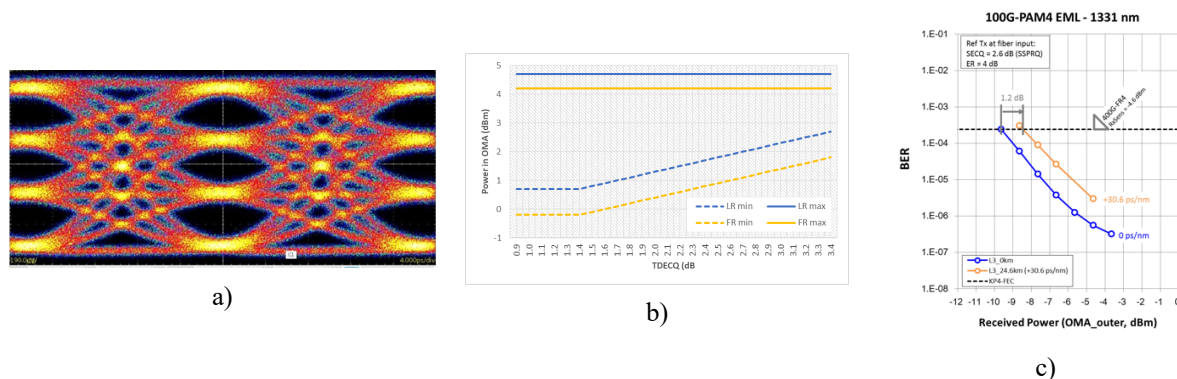 190.0 µ/
4.000 ps/div
a)
Power in OMA (dBm)
5
4
3
2
1
0
-1
0.9 1.0 1.1 1.2 1.3 1.4 1.5 1.6 1.7 1.8 1.9 2.0 2.1 2.2 2.3 2.4 2.5 2.6 2.7 2.8 2.9 3.0 3.1 3.2 3.3 3.4
LR min LR max
FR min FR max
TDECQ (dB
b)
100G-PAM4 EML - 1331 nm
BER
1.E-01
1.E-02
1.E-03
1.E-04
1.E-05
1.E-06
1.E-07
1.E-08
Ref Tx at fiber input:
SECQ = 2.6 dB (SSPRQ)
ER = 4 dB
1.2 dB
400G-FR4
RxSens = -4.6 dBm
+30.6 ps/nm
0 ps/nm
L3_0km
L3_24.6km (+30.6 ps/nm)
KP4-FEC
-12 -11 -10 -9 -8 -7 -6 -5 -4 -3 -2 -1 0
Received Power (OMA_outer, dBm)
c)